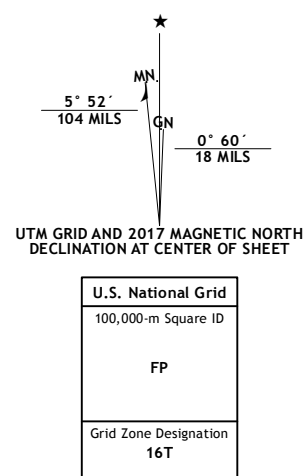 MN.
GN
5° 52´
104 MILS
0° 60´
18 MILS
UTM GRID AND 2017 MAGNETIC NORTH
DECLINATION AT CENTER OF SHEET
U.S. National Grid
100,000-m Square ID
FP
Grid Zone Designation
16T